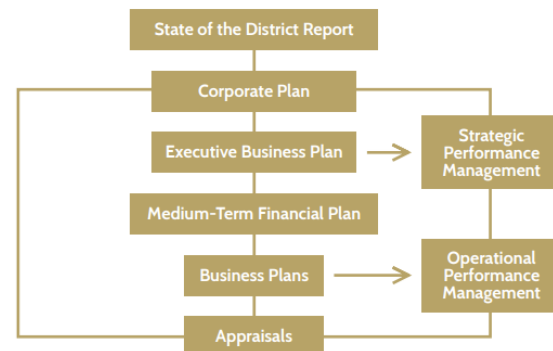 State of the District Report
Corporate Plan
Executive Business Plan
Strategic
Performance
Management
Medium-Term Financial Plan
Business Plans
Operational
Performance
Management
Appraisals